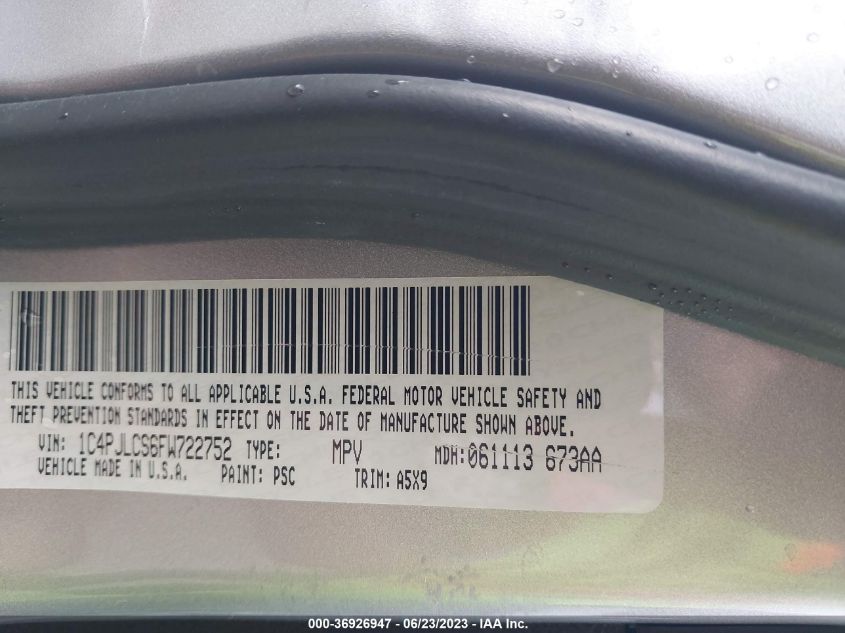 THIS VEHICLE CONFORMS TO ALL APPLICABLE U.S.A. FEDERAL MOTOR VEHICLE SAFETY AND
THEFT PREVENTION STANDARDS IN EFFECT ON THE DATE OF MANUFACTURE SHOWN ABOVE.
VIN: 1C4PJLCS6FW722752 TYPE: MPV MDH:061113 673AA
VEHICLE MADE IN U.S.A. PAINT: PSC TRIM: A5X9
000-36926947 - 06/23/2023 - IAA Inc.